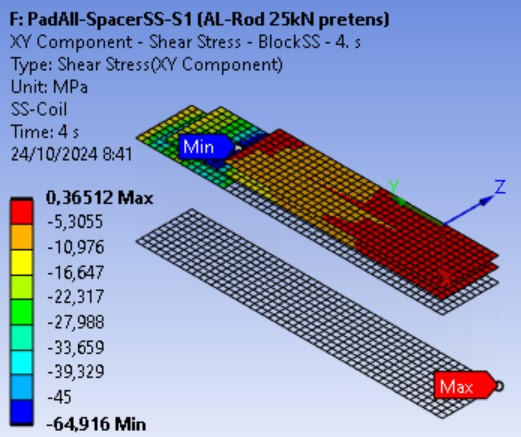 F: PadAll-SpacerSS-S1 (AL-Rod 25kN pretens)
XY Component - Shear Stress - BlockSS - 4. s
Type: Shear Stress(XY Component)
Unit: MPa
SS-Coil
Time: 4 s
24/10/2024 8:41
0,36512 Max
-5,3055
-10,976
-16,647
-22,317
-27,988
-33,659
-39,329
-45
-64,916 Min
Min
Y
Z
X
Max